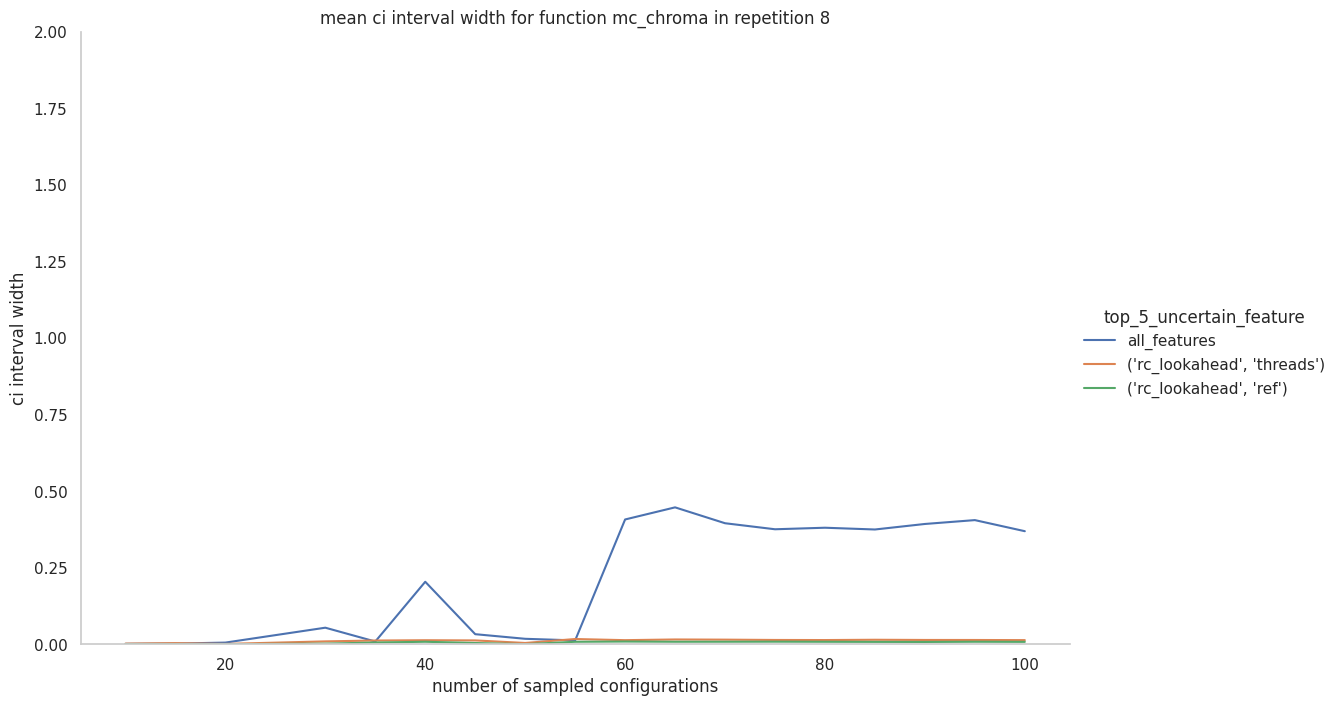 mean ci interval width for function mc_chroma in repetition 8
2.00
1.75
1.50
1.25
1.00
0.75
0.50
0.25
0.00
ci interval width
20
40
60
80
100
number of sampled configurations
top_5_uncertain_feature
all_features
('rc_lookahead', 'threads')
('rc_lookahead', 'ref')